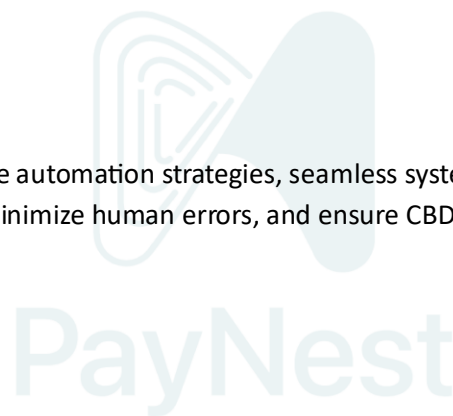 e automation strategies, seamless syste
inimize human errors, and ensure CBD
PayNest